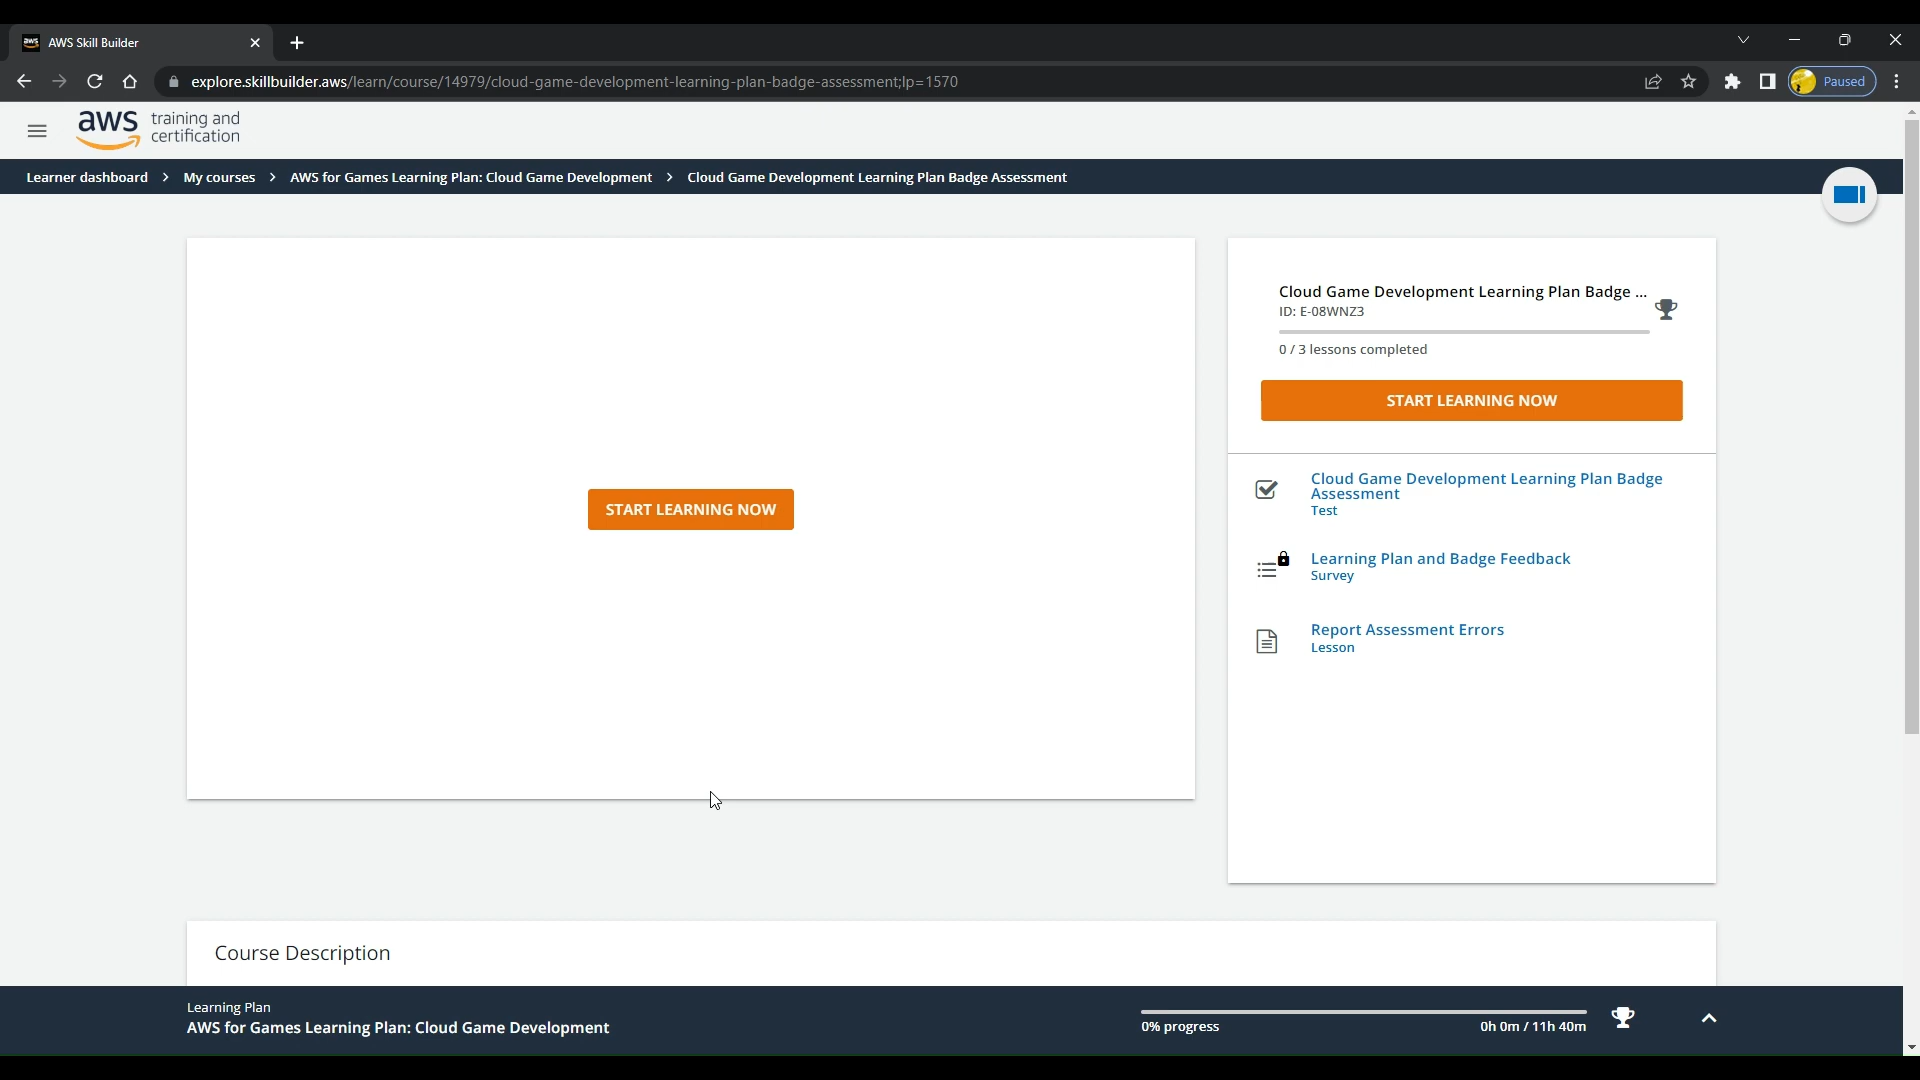 AWS Skill Builder
explore.skillbuilder.aws/learn/course/14979/cloud-game-development-learning-plan-badge-assessment;lp=1570
Paused
aws training and certification
Learner dashboard > My courses > AWS for Games Learning Plan: Cloud Game Development > Cloud Game Development Learning Plan Badge Assessment
START LEARNING NOW
Cloud Game Development Learning Plan Badge ...
ID: E-08WNZ3
0 / 3 lessons completed
START LEARNING NOW
Cloud Game Development Learning Plan Badge
Assessment
Test
Learning Plan and Badge Feedback
Survey
Report Assessment Errors
Lesson
Course Description
Learning Plan
AWS for Games Learning Plan: Cloud Game Development
0% progress
0h 0m / 11h 40m